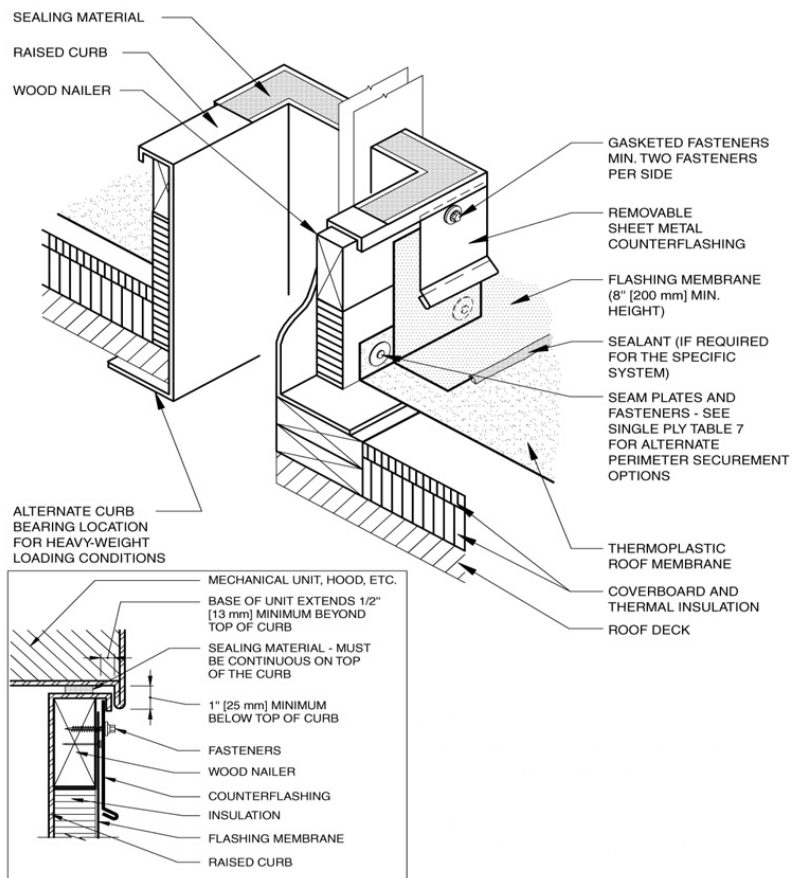 SEALING MATERIAL
RAISED CURB
WOOD NAILER
GASKETED FASTENERS
MIN. TWO FASTENERS
PER SIDE
REMOVABLE
SHEET METAL
COUNTERFLASHING
FLASHING MEMBRANE
(8" [200 mm] MIN.
HEIGHT)
SEALANT (IF REQUIRED
FOR THE SPECIFIC
SYSTEM)
SEAM PLATES AND
FASTENERS - SEE
SINGLE PLY TABLE 7
FOR ALTERNATE
PERIMETER SECUREMENT
OPTIONS
THERMOPLASTIC
ROOF MEMBRANE
COVERBOARD AND
THERMAL INSULATION
ROOF DECK
ALTERNATE CURB
BEARING LOCATION
FOR HEAVY-WEIGHT
LOADING CONDITIONS
MECHANICAL UNIT, HOOD, ETC.
BASE OF UNIT EXTENDS 1/2"
[13 mm] MINIMUM BEYOND
TOP OF CURB
SEALING MATERIAL - MUST
BE CONTINUOUS ON TOP
OF THE CURB
1" [25 mm] MINIMUM
BELOW TOP OF CURB
FASTENERS
WOOD NAILER
COUNTERFLASHING
INSULATION
FLASHING MEMBRANE
RAISED CURB